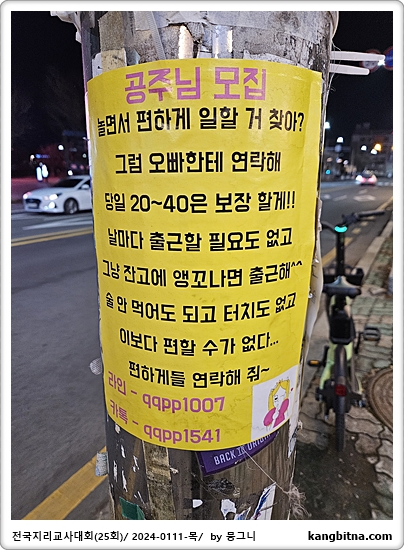 공주님 모집
놀면서 편하게 일할 거 찾아?
그럼 오빠한테 연락해
당일 20~40은 보장 할게!!
날마다 출근할 필요도 없고
그냥 잔고에 앵꼬나면 출근해^^
술 안 먹어도 되고 터치도 없고
이보다 편할 수가 없다...
편하게들 연락해 줘~
라인 - qqpp1007
카톡 - qqpp1541
BACK IN
전국지리교사대회(25회)/ 2024-0111-목/ by 뭉그니
kangbitna.com